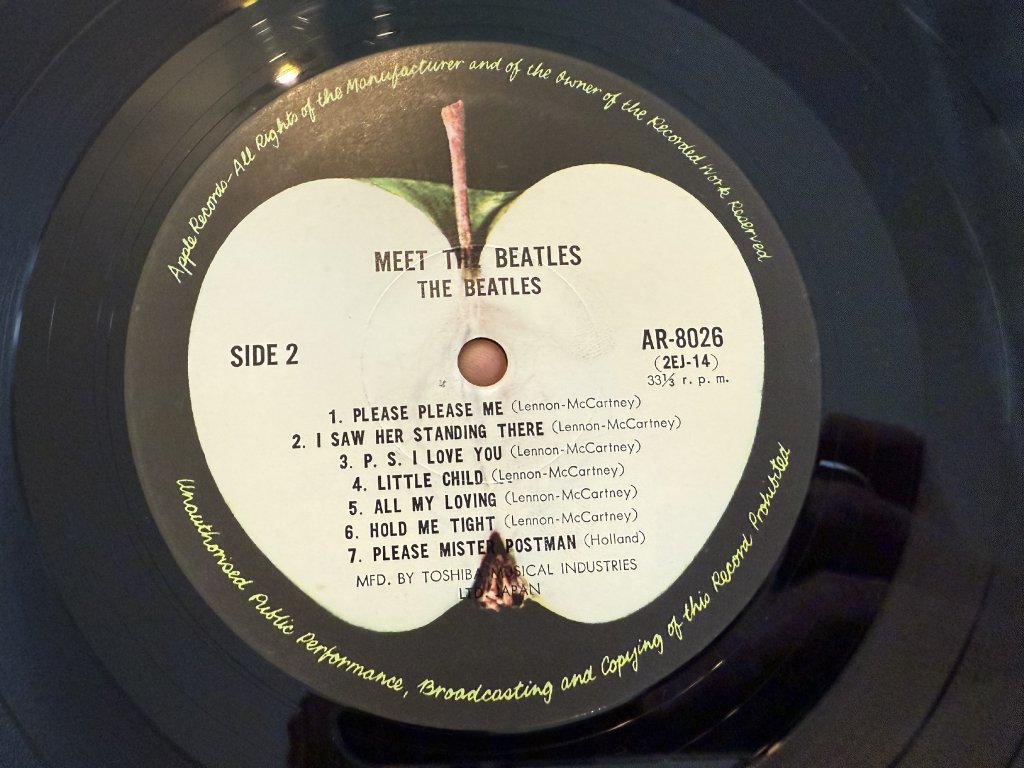 Apple Records-All Rights of the Manufacturer and of the Owner of the Recorded Work Reserved
MEET THE BEATLES
THE BEATLES
SIDE 2
AR-8026
(2EJ-14)
33⅓ r. p. m.
1. PLEASE PLEASE ME (Lennon-McCartney)
2. I SAW HER STANDING THERE (Lennon-McCartney)
3. P. S. I LOVE YOU (Lennon-McCartney)
4. LITTLE CHILD (Lennon-McCartney)
5. ALL MY LOVING (Lennon-McCartney)
6. HOLD ME TIGHT (Lennon-McCartney)
7. PLEASE MISTER POSTMAN (Holland)
MFD. BY TOSHIBA MUSICAL INDUSTRIES
LTD. JAPAN
Unauthorised Public Performance, Broadcasting and Copying of this Record Prohibited